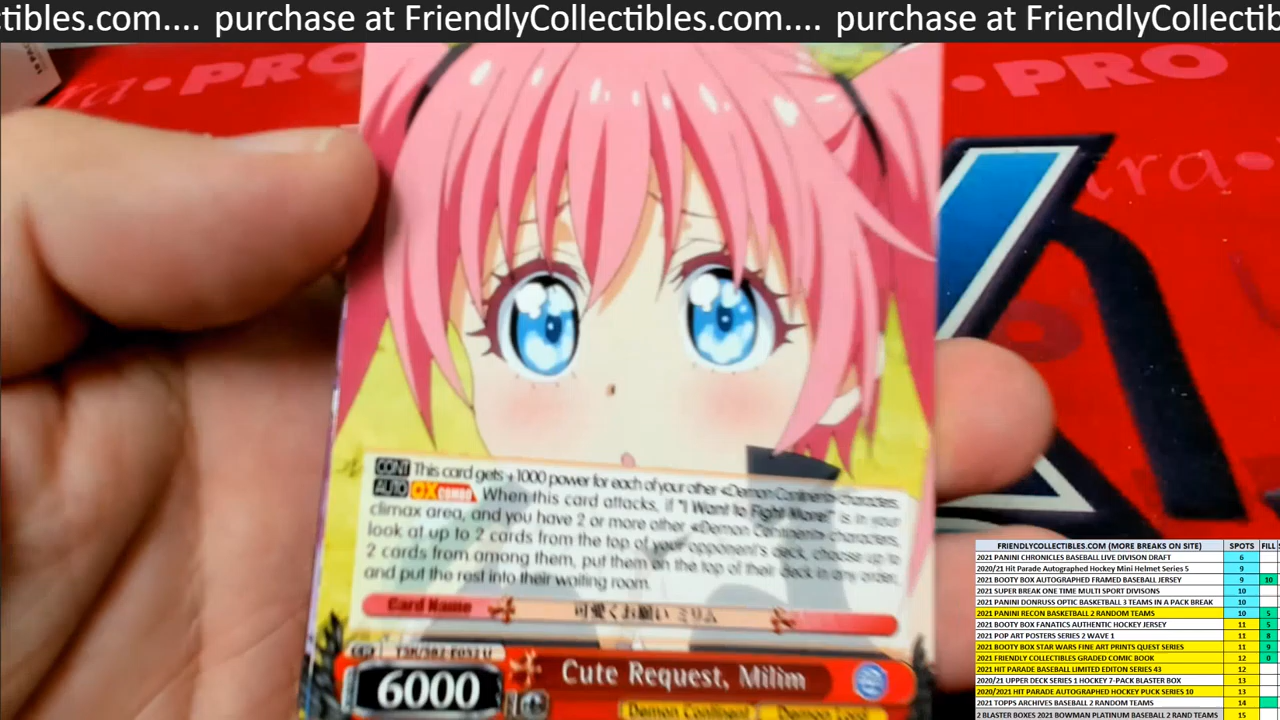 tibles.com.... purchase at FriendlyCollectibles.com.... purchase at FriendlyCollectib
ra•PRO
•PRO
ra•
CONT This card gets +1000 power for each of your other «Demon Continent» characters.
AUTO CXCOMBO When this card attacks, if "I Want to Fight More!" is in your
climax area, and you have 2 or more other «Demon Continent» characters,
look at up to 2 cards from the top of your opponent's deck, choose up to
2 cards from among them, put them on the top of their deck in any order,
and put the rest into their waiting room.
Card Name 可愛くお願い ミリム
TSK/S82-E052 U
6000 Cute Request, Milim
Demon Continent Demon Lord
FRIENDLYCOLLECTIBLES.COM (MORE BREAKS ON SITE) SPOTS FILL
2021 PANINI CHRONICLES BASEBALL LIVE DIVISON DRAFT 6
2020/21 Hit Parade Autographed Hockey Mini Helmet Series 5 9
2021 BOOTY BOX AUTOGRAPHED FRAMED BASEBALL JERSEY 9 10
2021 SUPER BREAK ONE TIME MULTI SPORT DIVISONS 10
2021 PANINI DONRUSS OPTIC BASKETBALL 3 TEAMS IN A PACK BREAK 10
2021 PANINI RECON BASKETBALL 2 RANDOM TEAMS 10 5
2021 BOOTY BOX FANATICS AUTHENTIC HOCKEY JERSEY 11 5
2021 POP ART POSTERS SERIES 2 WAVE 1 11 8
2021 BOOTY BOX STAR WARS FINE ART PRINTS QUEST SERIES 11 9
2021 FRIENDLY COLLECTIBLES GRADED COMIC BOOK 12 0
2021 HIT PARADE BASEBALL LIMITED EDITON SERIES 43 12
2020/21 UPPER DECK SERIES 1 HOCKEY 7-PACK BLASTER BOX 13
2020/2021 HIT PARADE AUTOGRAPHED HOCKEY PUCK SERIES 10 13
2021 TOPPS ARCHIVES BASEBALL 2 RANDOM TEAMS 14
2 BLASTER BOXES 2021 BOWMAN PLATINUM BASEBALL 2 RAND TEAMS 15